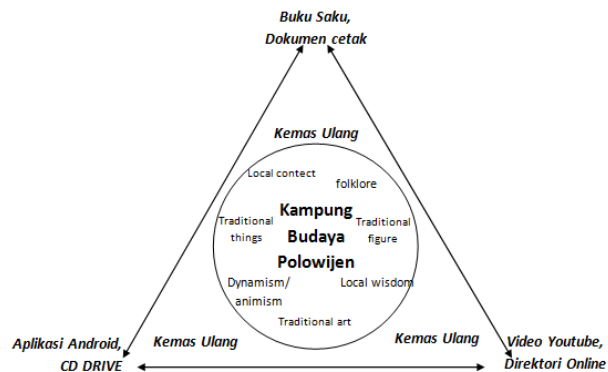 Buku Saku,
Dokumen cetak
Kemas Ulang
Local contect
folklore
Kampung
Budaya
Polowijen
Traditional
things
Traditional
figure
Dynamism/
animism
Local wisdom
Traditional art
Aplikasi Android,
CD DRIVE
Kemas Ulang
Kemas Ulang
Video Youtube,
Direktori Online